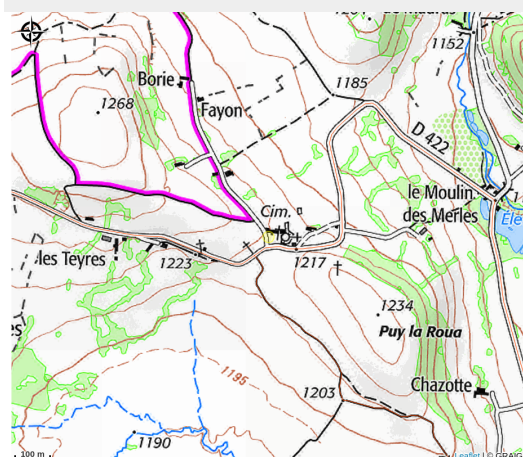 1152
1185
Borie
1268
Fayon
D 422
le Moulin
des Merles
Cim.
les Teyres
1223
1217
1234
Puy la Roua
1195
Chazotte
1203
1190
100 m
Leaflet | © GRAIG